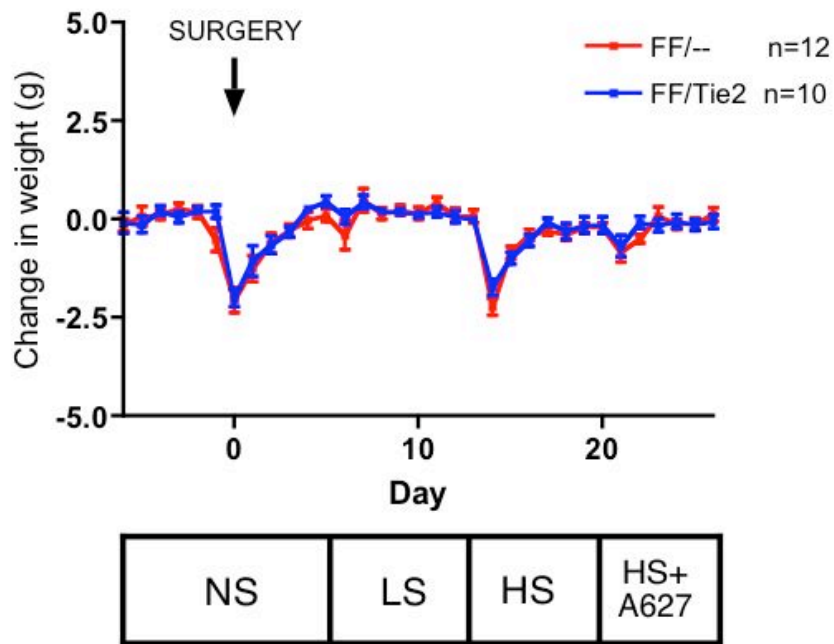 5.0
SURGERY
FF/-- n=12
FF/Tie2 n=10
2.5
0.0
-2.5
-5.0
Change in weight (g)
0 10 20
Day
NS LS HS HS+
A627